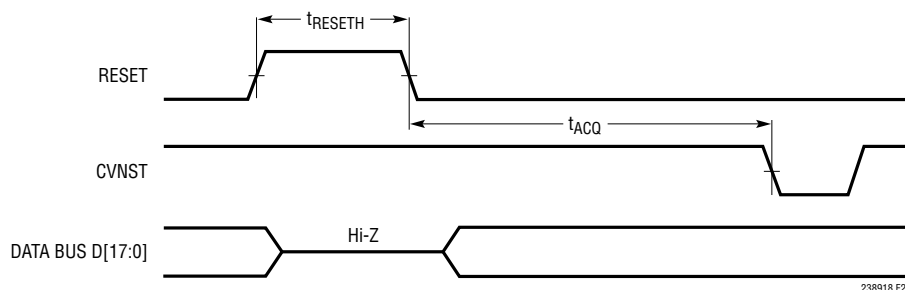 tRESETH
RESET
tACQ
CVNST
Hi-Z
DATA BUS D[17:0]
238918 F2